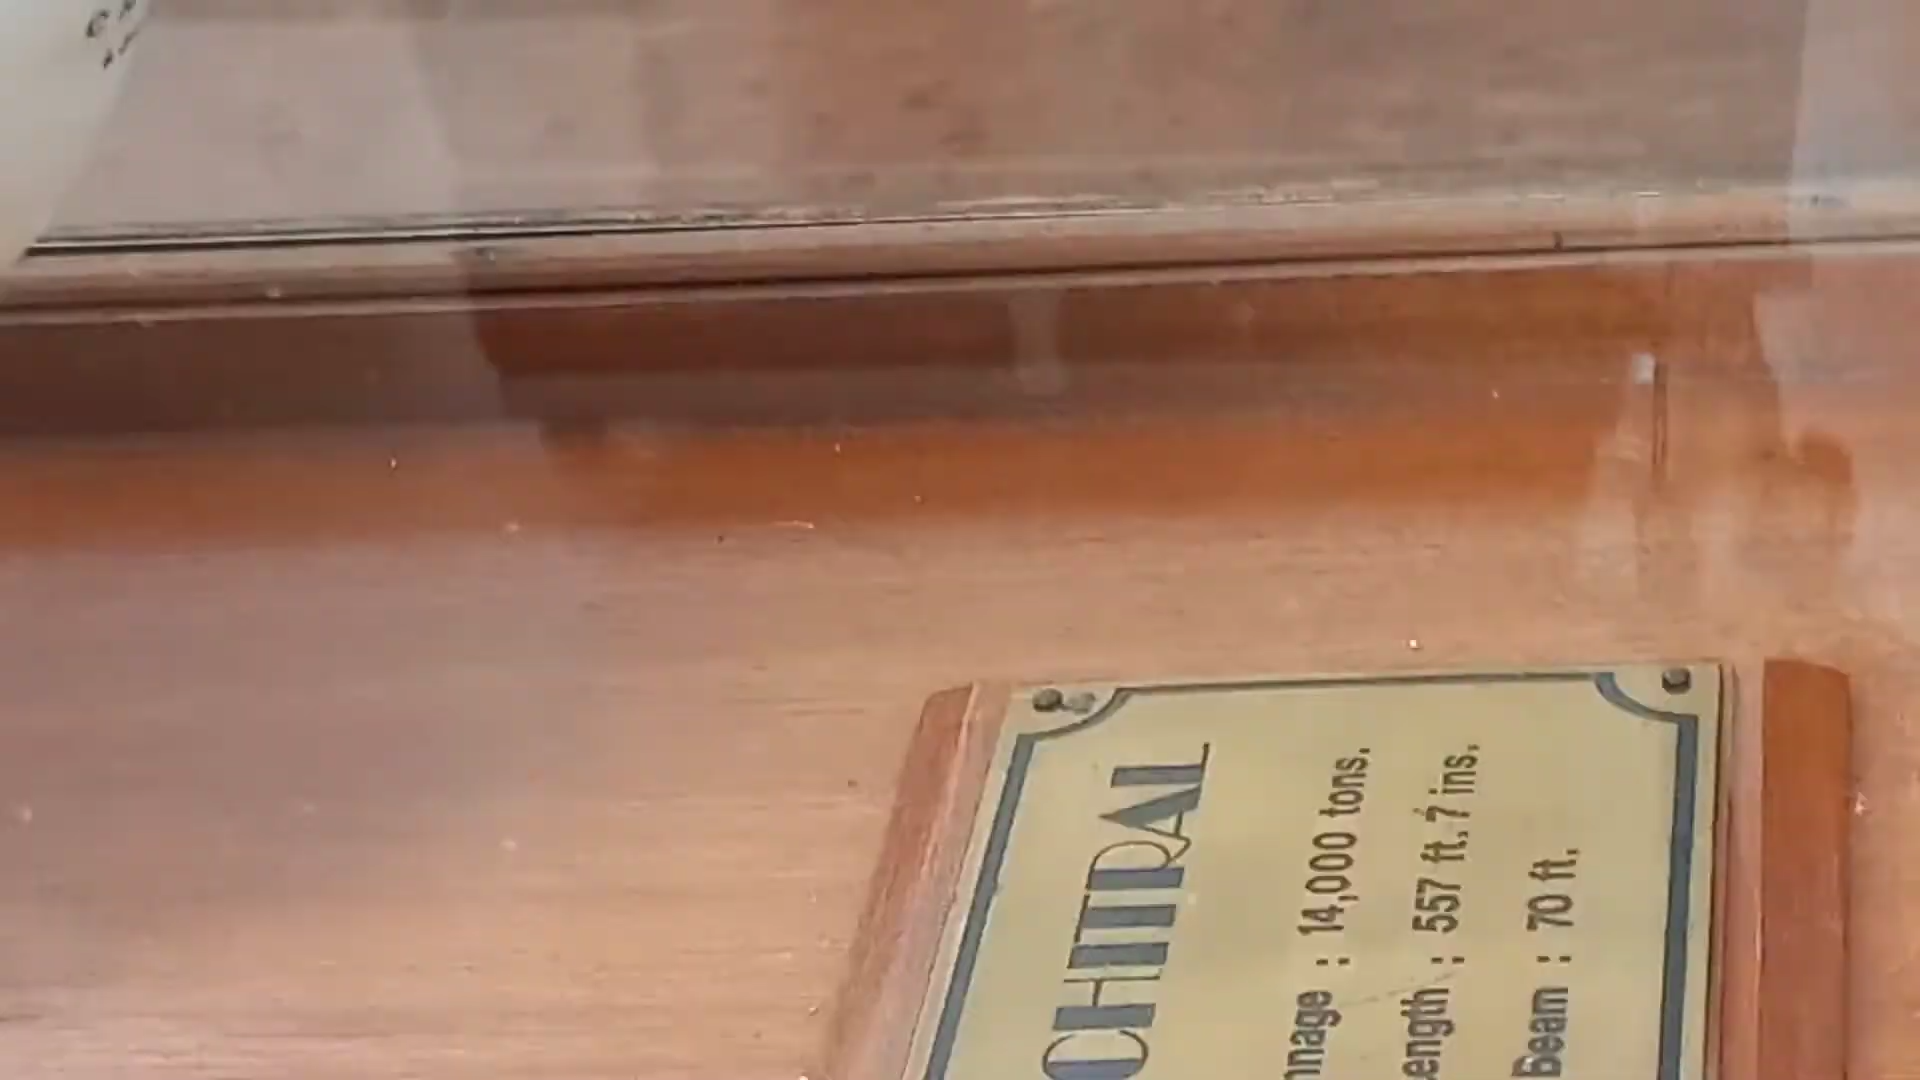 CHITRAL
nnage : 14,000 tons.
ength : 557 ft. 7 ins.
Beam : 70 ft.